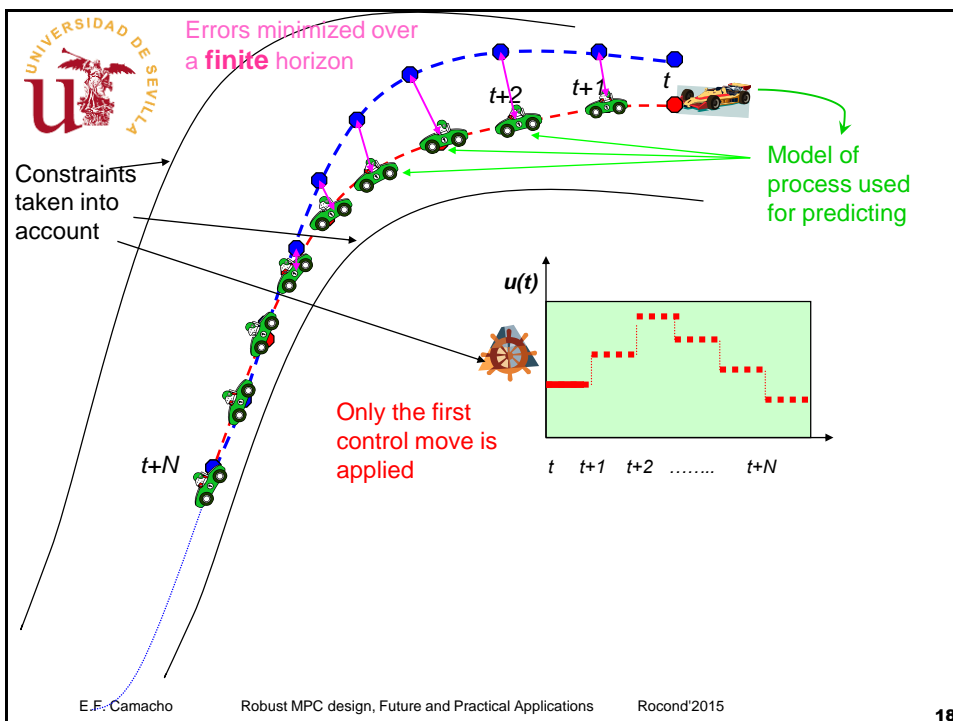 UNIVERSIDAD DE SEVILLA
u
Errors minimized over
a finite horizon
t
t+1
t+2
Constraints
taken into
account
Model of
process used
for predicting
u(t)
Only the first
control move is
applied
t+N
t t+1 t+2 ........ t+N
E.F. Camacho Robust MPC design, Future and Practical Applications Rocond'2015 18